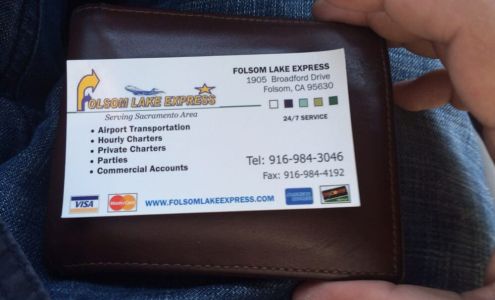 FOLSOM LAKE EXPRESS
Serving Sacramento Area
• Airport Transportation
• Hourly Charters
• Private Charters
• Parties
• Commercial Accounts
FOLSOM LAKE EXPRESS
1905 Broadford Drive
Folsom, CA 95630
24/7 SERVICE
Tel: 916-984-3046
Fax: 916-984-4192
VISA
MasterCard
WWW.FOLSOMLAKEEXPRESS.COM